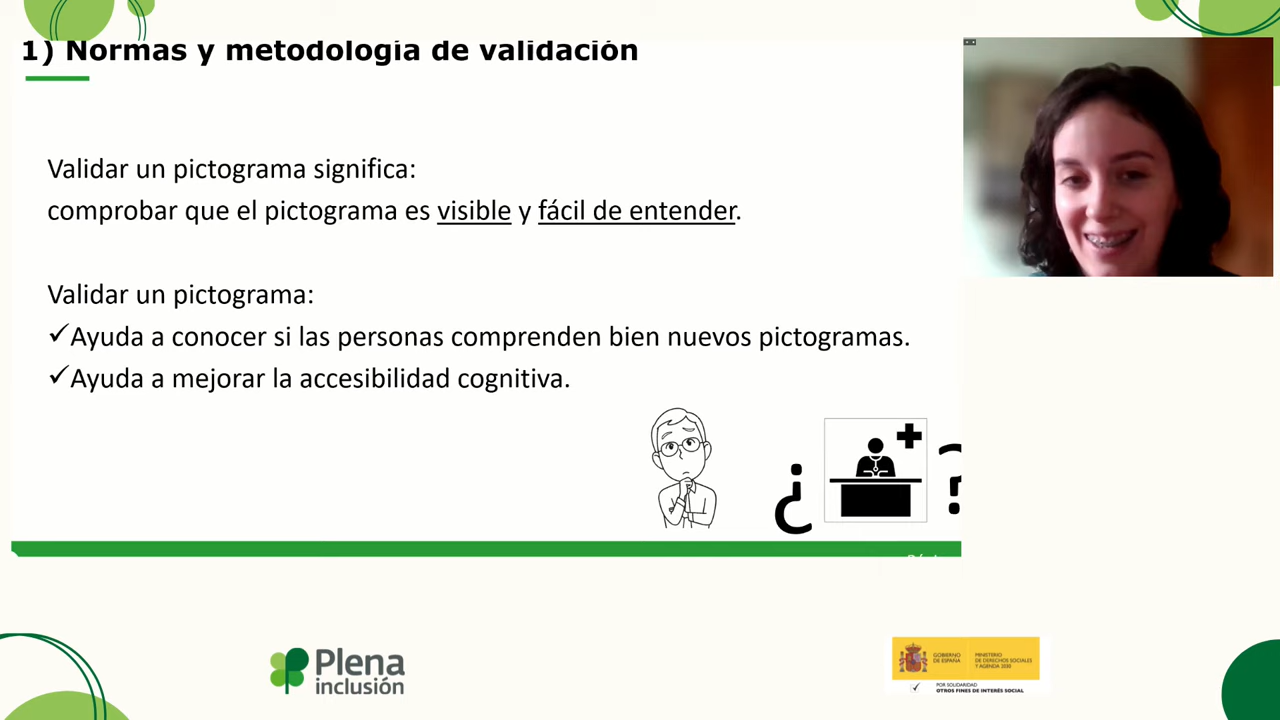 1) Normas y metodología de validación
Validar un pictograma significa:
comprobar que el pictograma es visible y fácil de entender.
Validar un pictograma:
✓Ayuda a conocer si las personas comprenden bien nuevos pictogramas.
✓Ayuda a mejorar la accesibilidad cognitiva.
¿ ?
Plena
inclusión
GOBIERNO
DE ESPAÑA
MINISTERIO
DE DERECHOS SOCIALES
Y AGENDA 2030
POR SOLIDARIDAD
OTROS FINES DE INTERÉS SOCIAL